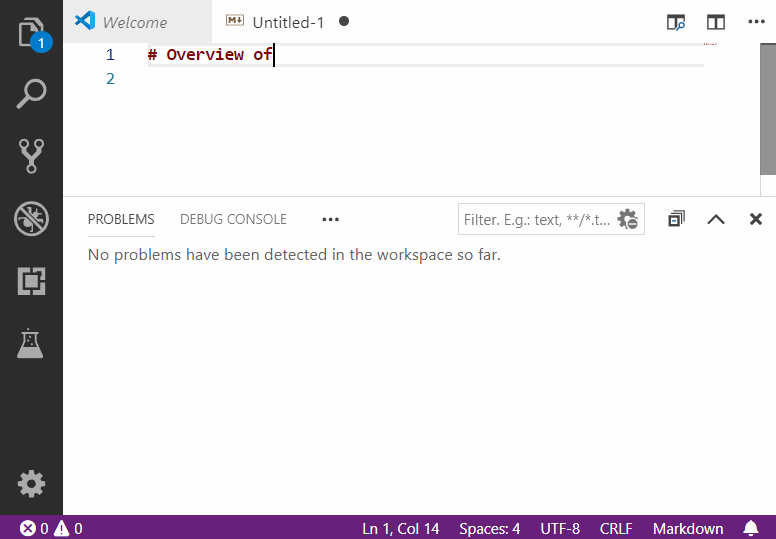 Welcome
Untitled-1
1
1 # Overview of
2
PROBLEMS DEBUG CONSOLE
Filter. E.g.: text, **/*.t...
No problems have been detected in the workspace so far.
0 0
Ln 1, Col 14 Spaces: 4 UTF-8 CRLF Markdown